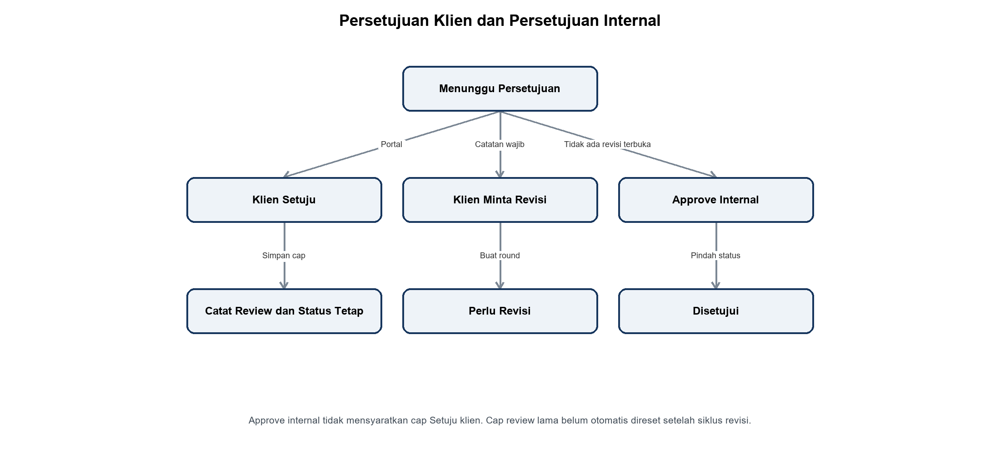 Persetujuan Klien dan Persetujuan Internal
Menunggu Persetujuan
Portal
Catatan wajib
Tidak ada revisi terbuka
Klien Setuju
Klien Minta Revisi
Approve Internal
Simpan cap
Buat round
Pindah status
Catat Review dan Status Tetap
Perlu Revisi
Disetujui
Approve internal tidak mensyaratkan cap Setuju klien. Cap review lama belum otomatis direset setelah siklus revisi.